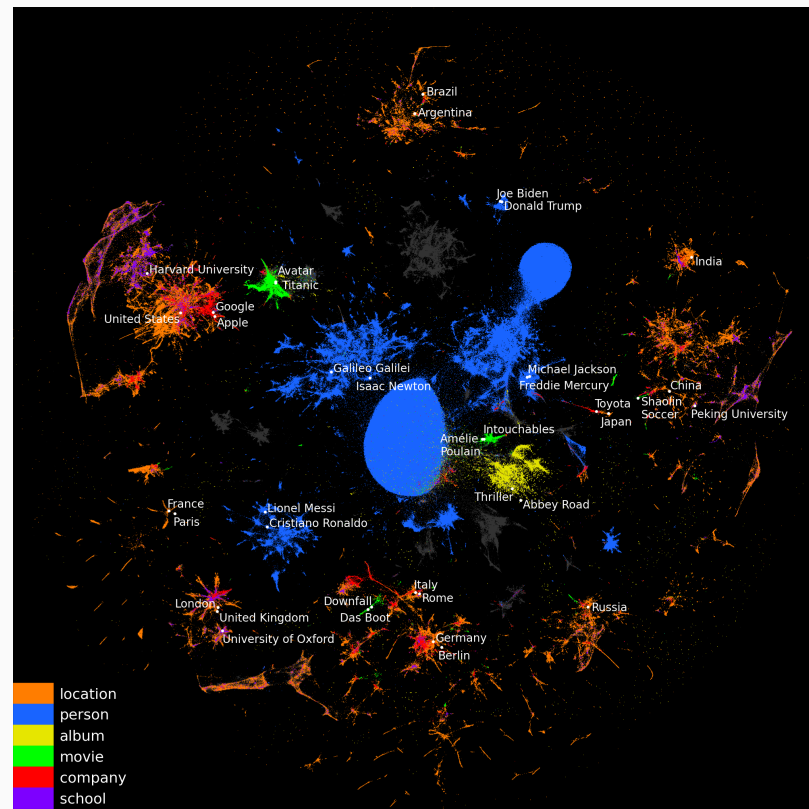 Brazil
Argentina
Joe Biden
Donald Trump
Harvard University
Avatar
Titanic
India
United States
Google
Apple
Galileo Galilei
Isaac Newton
Michael Jackson
Freddie Mercury
China
Toyota
Japan
Shaolin
Soccer
Peking University
Amélie
Poulain
Intouchables
Thriller
Abbey Road
France
Paris
Lionel Messi
Cristiano Ronaldo
Italy
Rome
Downfall
Das Boot
London
United Kingdom
University of Oxford
Germany
Berlin
Russia
location
person
album
movie
company
school